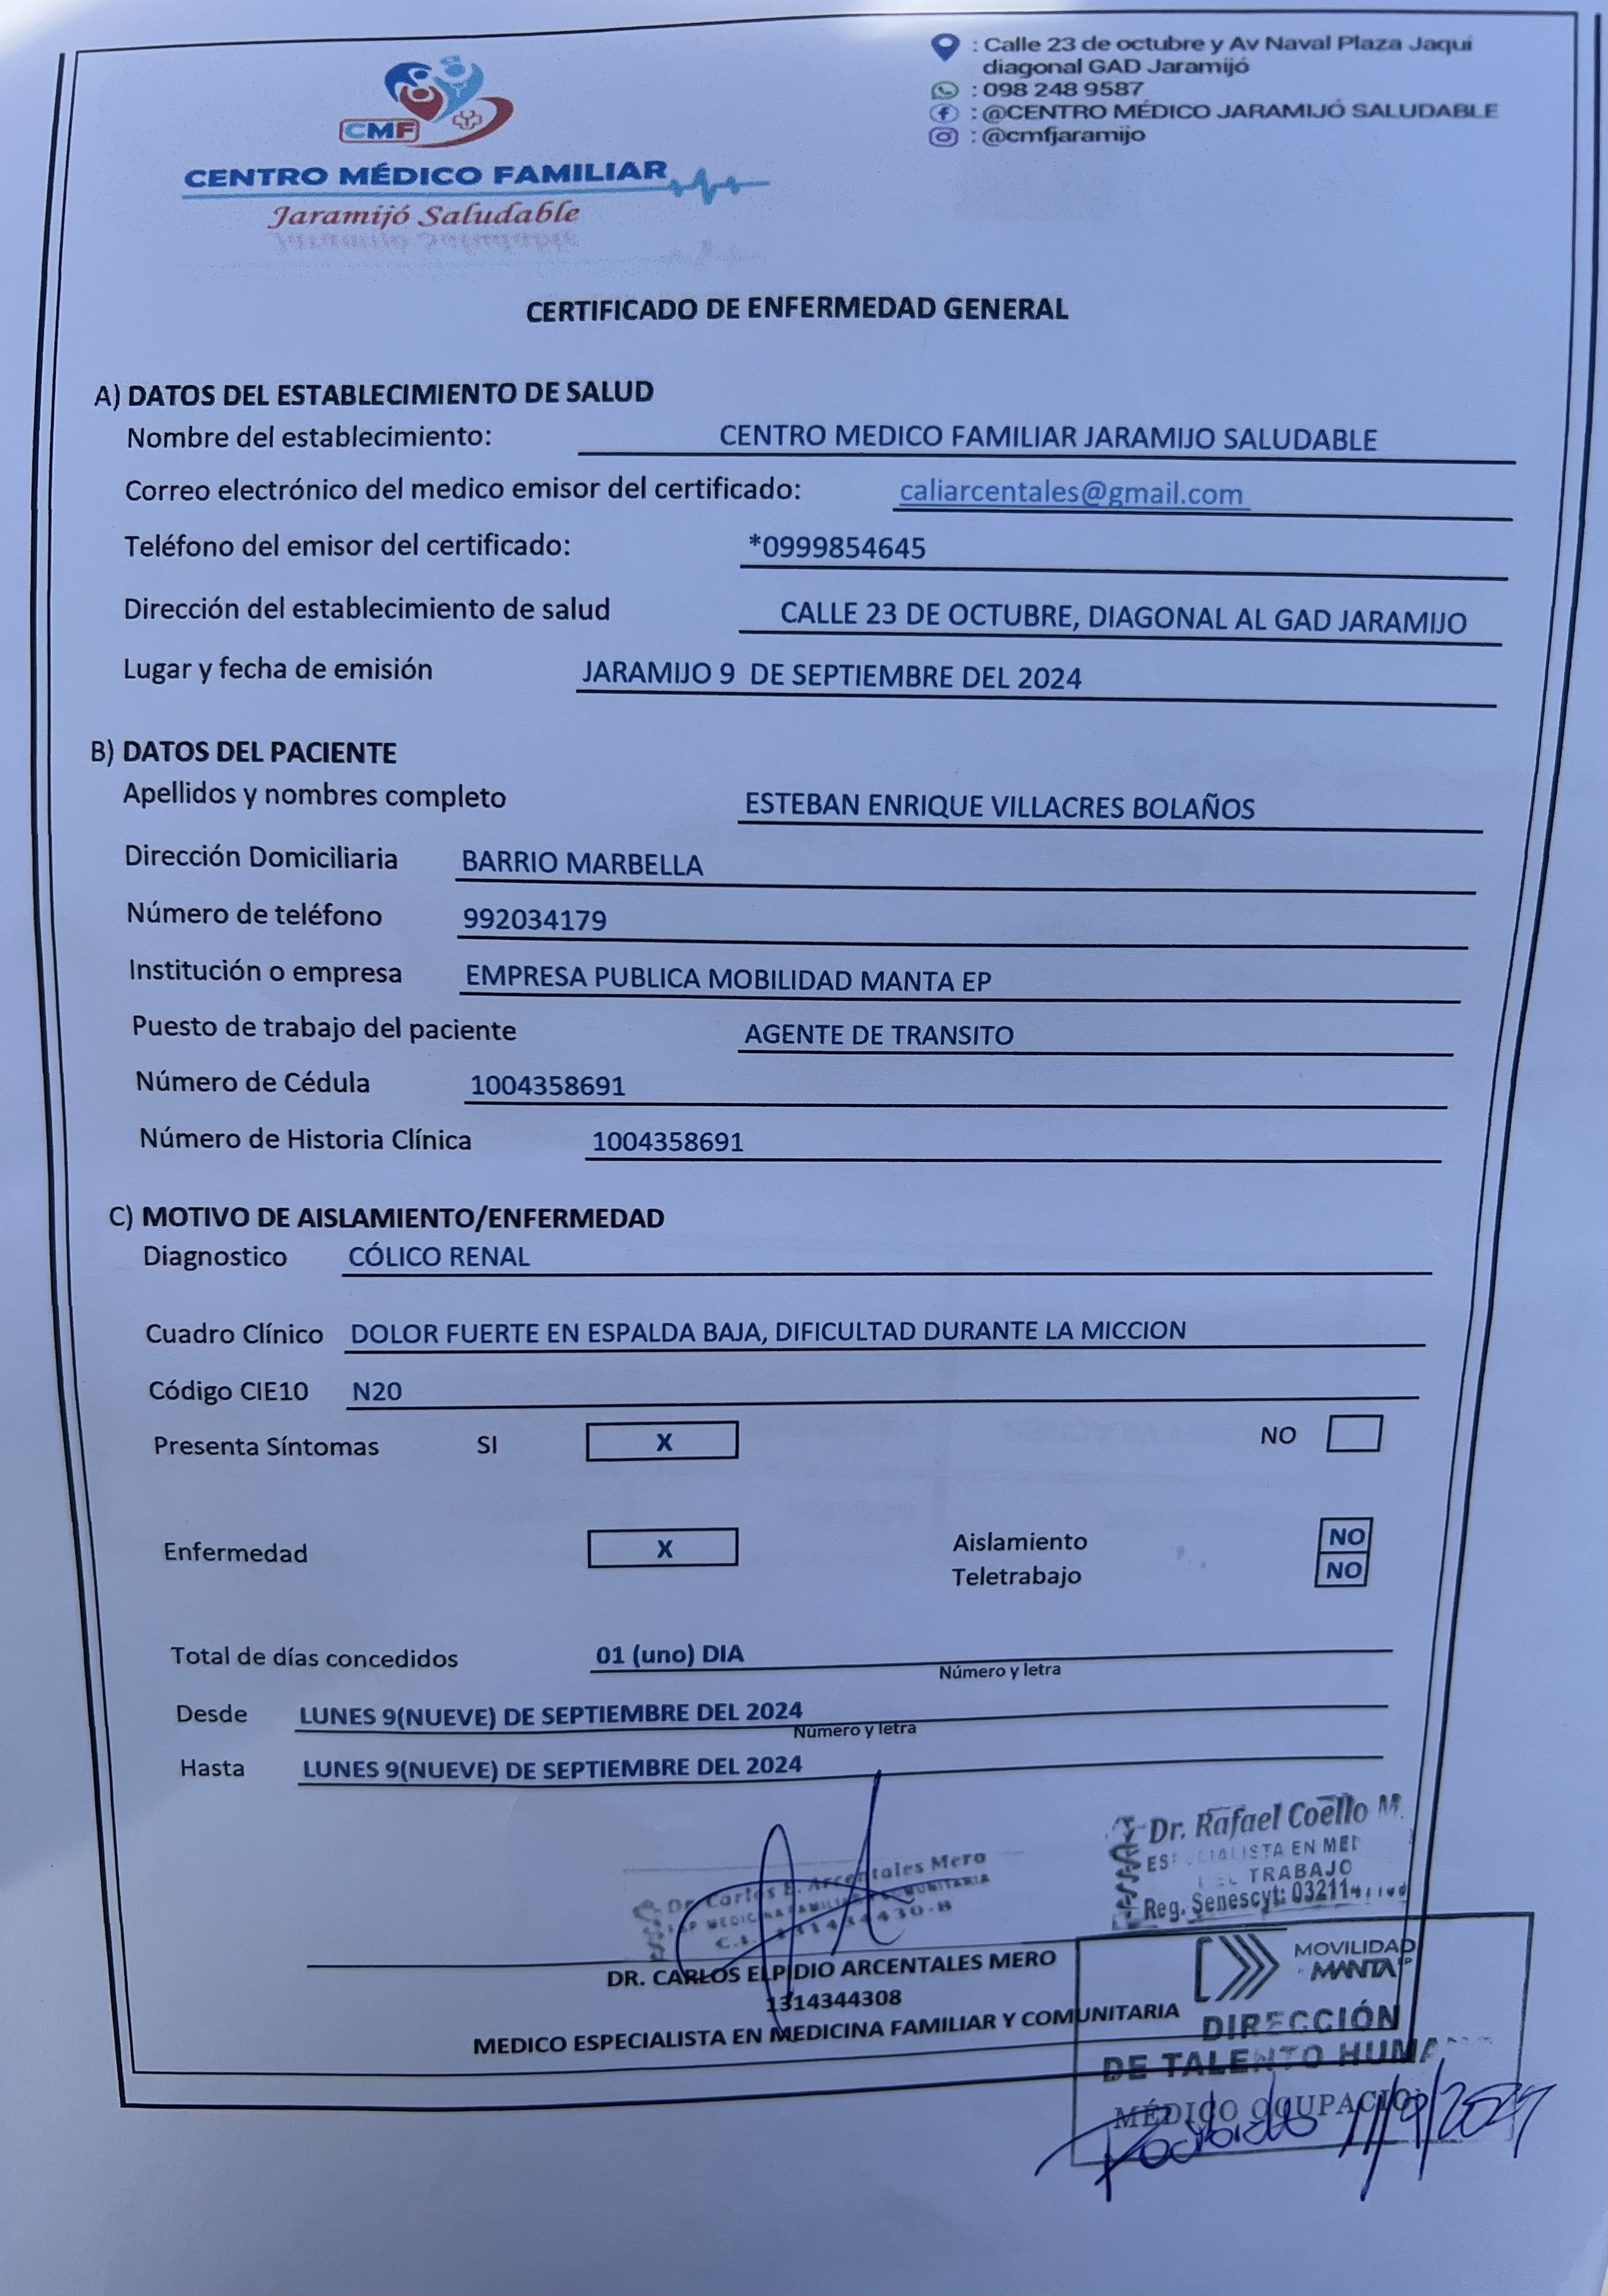 : Calle 23 de octubre y Av Naval Plaza Jaqui
diagonal GAD Jaramijó
: 098 248 9587
: @CENTRO MÉDICO JARAMIJÓ SALUDABLE
: @cmfjaramijo
CMF
CENTRO MÉDICO FAMILIAR
Jaramijó Saludable
CERTIFICADO DE ENFERMEDAD GENERAL
A) DATOS DEL ESTABLECIMIENTO DE SALUD
Nombre del establecimiento: CENTRO MEDICO FAMILIAR JARAMIJO SALUDABLE
Correo electrónico del medico emisor del certificado: caliarcentales@gmail.com
Teléfono del emisor del certificado: *0999854645
Dirección del establecimiento de salud CALLE 23 DE OCTUBRE, DIAGONAL AL GAD JARAMIJO
Lugar y fecha de emisión JARAMIJO 9 DE SEPTIEMBRE DEL 2024
B) DATOS DEL PACIENTE
Apellidos y nombres completo ESTEBAN ENRIQUE VILLACRES BOLAÑOS
Dirección Domiciliaria BARRIO MARBELLA
Número de teléfono 992034179
Institución o empresa EMPRESA PUBLICA MOBILIDAD MANTA EP
Puesto de trabajo del paciente AGENTE DE TRANSITO
Número de Cédula 1004358691
Número de Historia Clínica 1004358691
C) MOTIVO DE AISLAMIENTO/ENFERMEDAD
Diagnostico CÓLICO RENAL
Cuadro Clínico DOLOR FUERTE EN ESPALDA BAJA, DIFICULTAD DURANTE LA MICCION
Código CIE10 N20
Presenta Síntomas SI X NO
Enfermedad X Aislamiento NO
Teletrabajo NO
Total de días concedidos 01 (uno) DIA
Número y letra
Desde LUNES 9(NUEVE) DE SEPTIEMBRE DEL 2024
Número y letra
Hasta LUNES 9(NUEVE) DE SEPTIEMBRE DEL 2024
Dr. Carlos E. Arcentales Mero
MEDICINA FAMILIAR
C.I.
DR. CARLOS ELPIDIO ARCENTALES MERO
1314344308
MEDICO ESPECIALISTA EN MEDICINA FAMILIAR Y COMUNITARIA
Dr. Rafael Coello M.
EN
TRABAJO
Reg. Senescyt:
MOVILIDAD
MANTA EP
DIRECCIÓN
DE TALENTO
MÉDICO
Recibido 11/9/2024